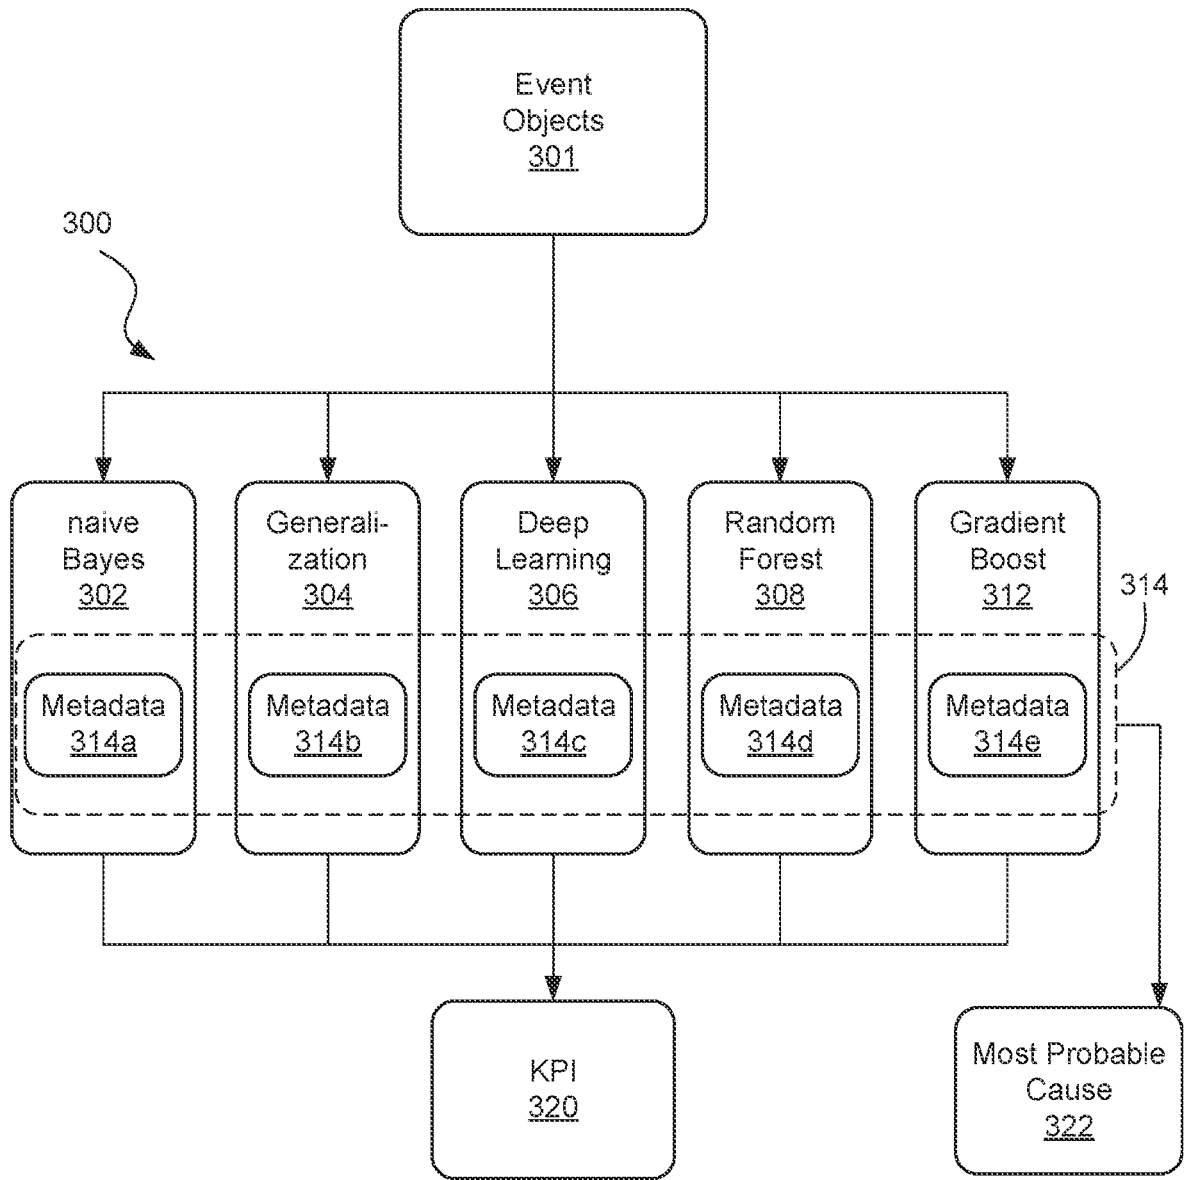 Event
Objects
301
300
naive
Bayes
302
Generali-
zation
304
Deep
Learning
306
Random
Forest
308
Gradient
Boost
312
314
Metadata
314a
Metadata
314b
Metadata
314c
Metadata
314d
Metadata
314e
KPI
320
Most Probable
Cause
322